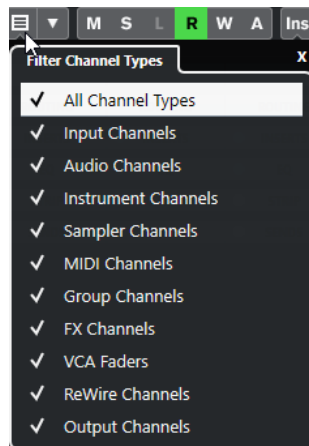 M S L R W A Ins
Filter Channel Types X
All Channel Types
Input Channels
Audio Channels
Instrument Channels
Sampler Channels
MIDI Channels
Group Channels
FX Channels
VCA Faders
ReWire Channels
Output Channels